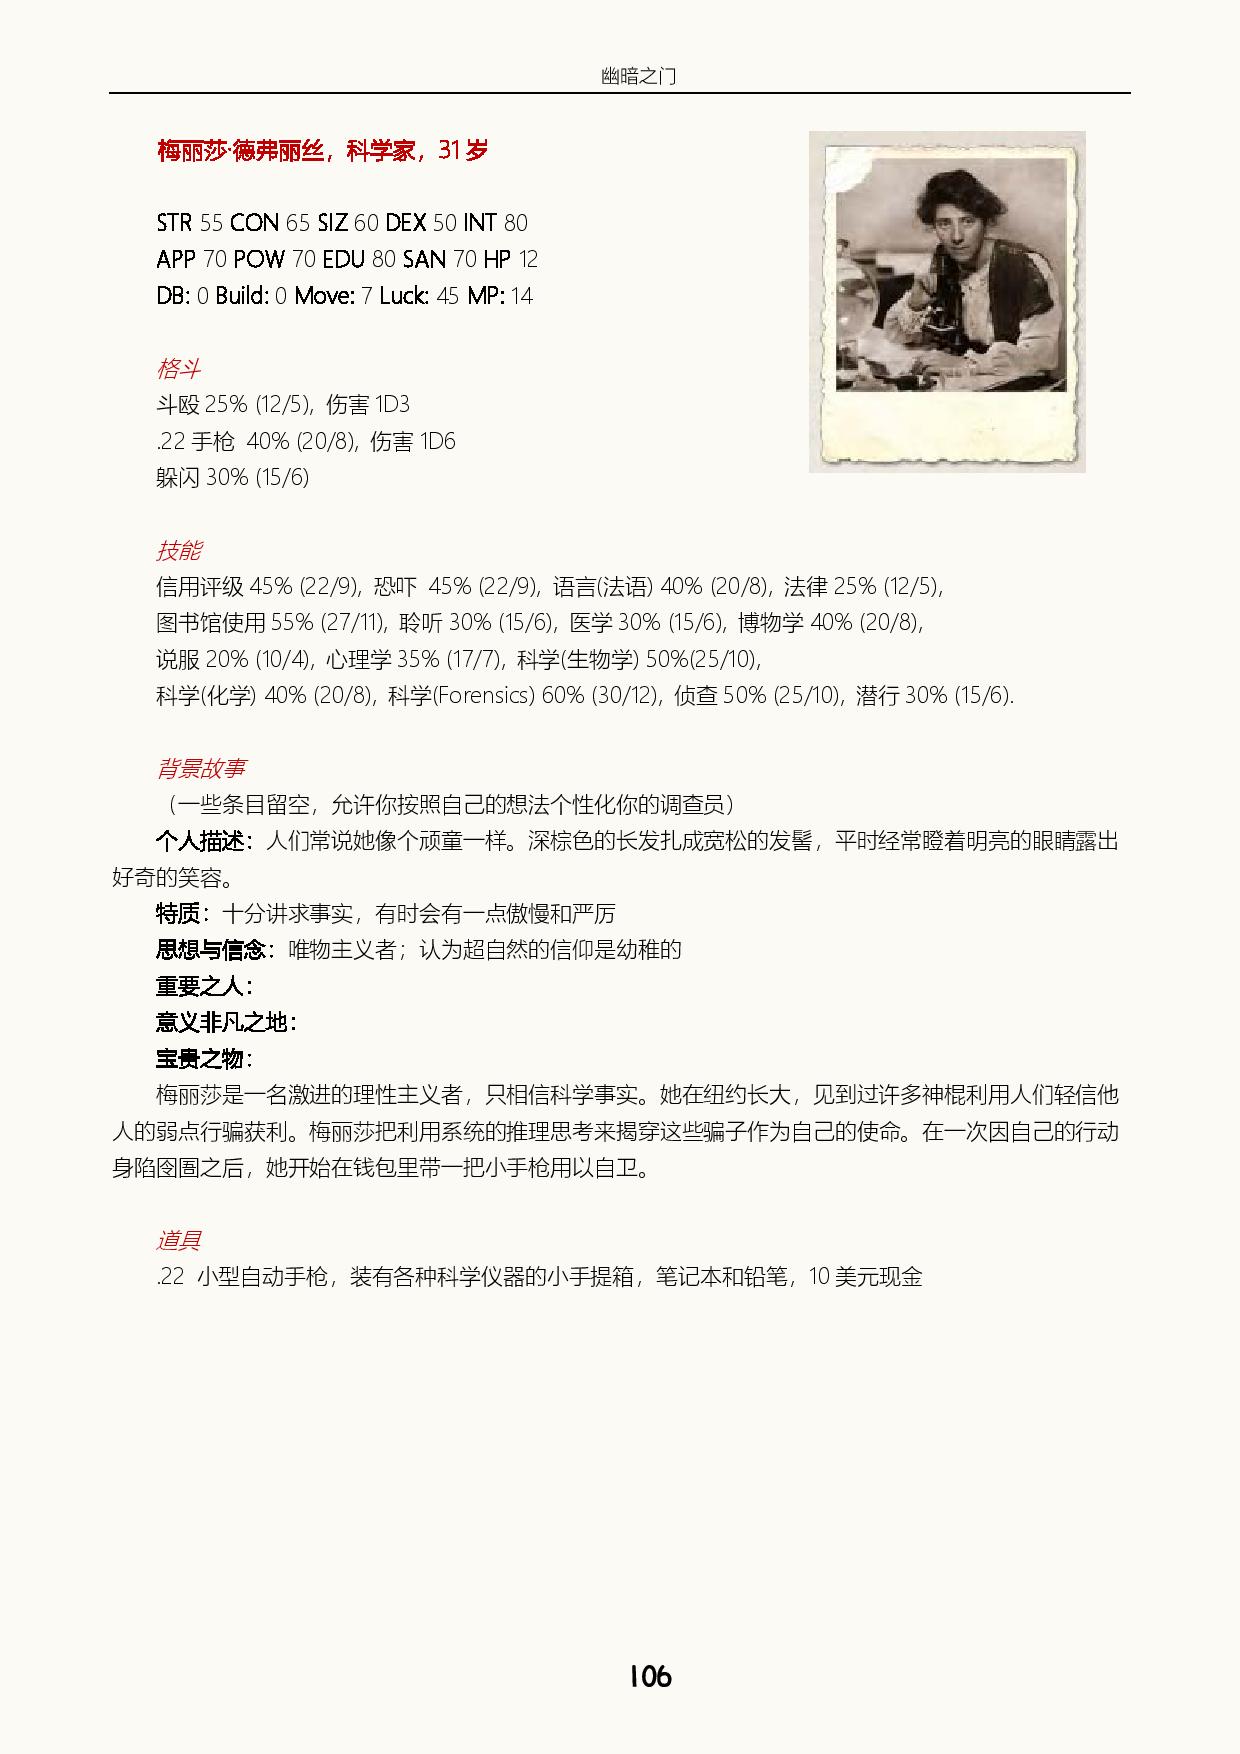 幽暗之门
梅丽莎·德弗丽丝，科学家，31岁
STR 55 CON 65 SIZ 60 DEX 50 INT 80
APP 70 POW 70 EDU 80 SAN 70 HP 12
DB: 0 Build: 0 Move: 7 Luck: 45 MP: 14
格斗
斗殴 25% (12/5), 伤害 1D3
.22 手枪 40% (20/8), 伤害 1D6
躲闪 30% (15/6)
技能
信用评级 45% (22/9), 恐吓 45% (22/9), 语言(法语) 40% (20/8), 法律 25% (12/5),
图书馆使用 55% (27/11), 聆听 30% (15/6), 医学 30% (15/6), 博物学 40% (20/8),
说服 20% (10/4), 心理学 35% (17/7), 科学(生物学) 50%(25/10),
科学(化学) 40% (20/8), 科学(Forensics) 60% (30/12), 侦查 50% (25/10), 潜行 30% (15/6).
背景故事
（一些条目留空，允许你按照自己的想法个性化你的调查员）
个人描述：人们常说她像个顽童一样。深棕色的长发扎成宽松的发髻，平时经常瞪着明亮的眼睛露出
好奇的笑容。
特质：十分讲求事实，有时会有一点傲慢和严厉
思想与信念：唯物主义者；认为超自然的信仰是幼稚的
重要之人：
意义非凡之地：
宝贵之物：
梅丽莎是一名激进的理性主义者，只相信科学事实。她在纽约长大，见到过许多神棍利用人们轻信他
人的弱点行骗获利。梅丽莎把利用系统的推理思考来揭穿这些骗子作为自己的使命。在一次因自己的行动
身陷囹圄之后，她开始在钱包里带一把小手枪用以自卫。
道具
.22 小型自动手枪，装有各种科学仪器的小手提箱，笔记本和铅笔，10 美元现金
106